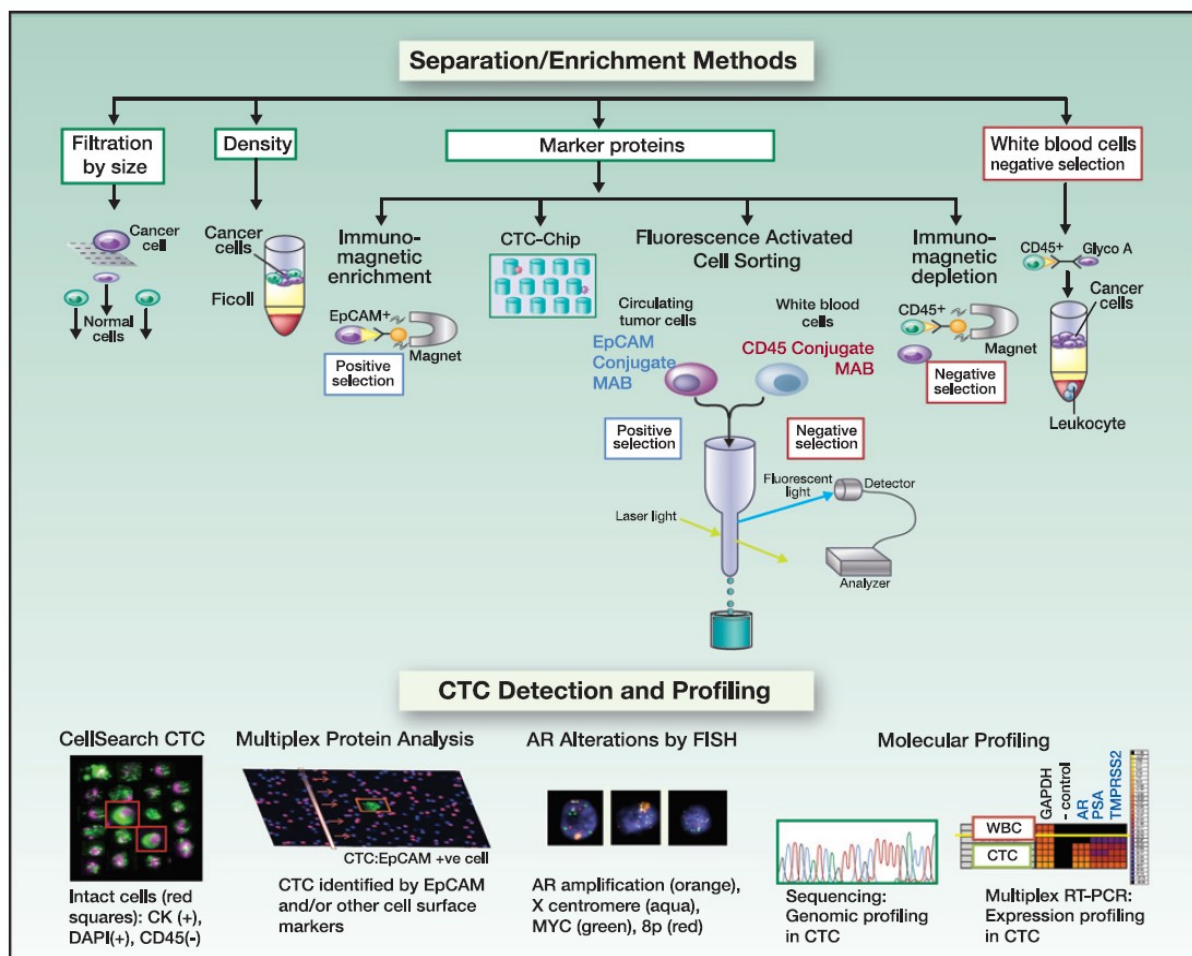 Separation/Enrichment Methods
Filtration
by size
Density
Marker proteins
White blood cells
negative selection
Cancer
cell
Normal
cells
Cancer
cells
Ficoll
Immuno-
magnetic
enrichment
EpCAM+
Magnet
Positive
selection
CTC-Chip
Fluorescence Activated
Cell Sorting
Circulating
tumor cells
EpCAM
Conjugate
MAB
White blood
cells
CD45 Conjugate
MAB
Positive
selection
Negative
selection
Laser light
Fluorescent
light
Detector
Analyzer
Immuno-
magnetic
depletion
CD45+
Magnet
Negative
selection
CD45+
Glyco A
Cancer
cells
Leukocyte
CTC Detection and Profiling
CellSearch CTC
Intact cells (red
squares): CK (+),
DAPI(+), CD45(-)
Multiplex Protein Analysis
CTC:EpCAM +ve cell
CTC identified by EpCAM
and/or other cell surface
markers
AR Alterations by FISH
AR amplification (orange),
X centromere (aqua),
MYC (green), 8p (red)
Molecular Profiling
Sequencing:
Genomic profiling
in CTC
GAPDH
- control
AR
PSA
TMPRSS2
WBC
CTC
Multiplex RT-PCR:
Expression profiling
in CTC